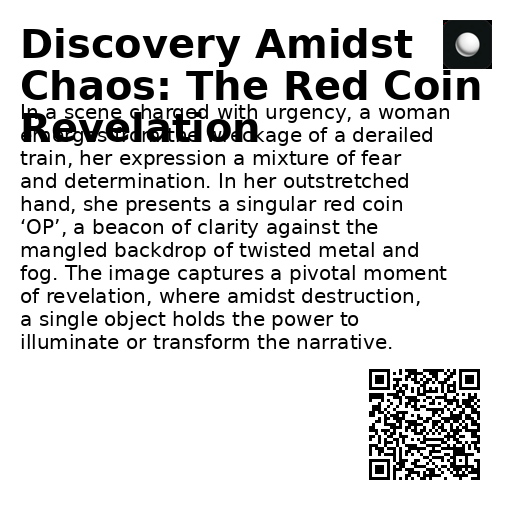 Discovery Amidst
Chaos: The Red Coin
Revelation
In a scene charged with urgency, a woman
emerges from the wreckage of a derailed
train, her expression a mixture of fear
and determination. In her outstretched
hand, she presents a singular red coin
‘OP’, a beacon of clarity against the
mangled backdrop of twisted metal and
fog. The image captures a pivotal moment
of revelation, where amidst destruction,
a single object holds the power to
illuminate or transform the narrative.